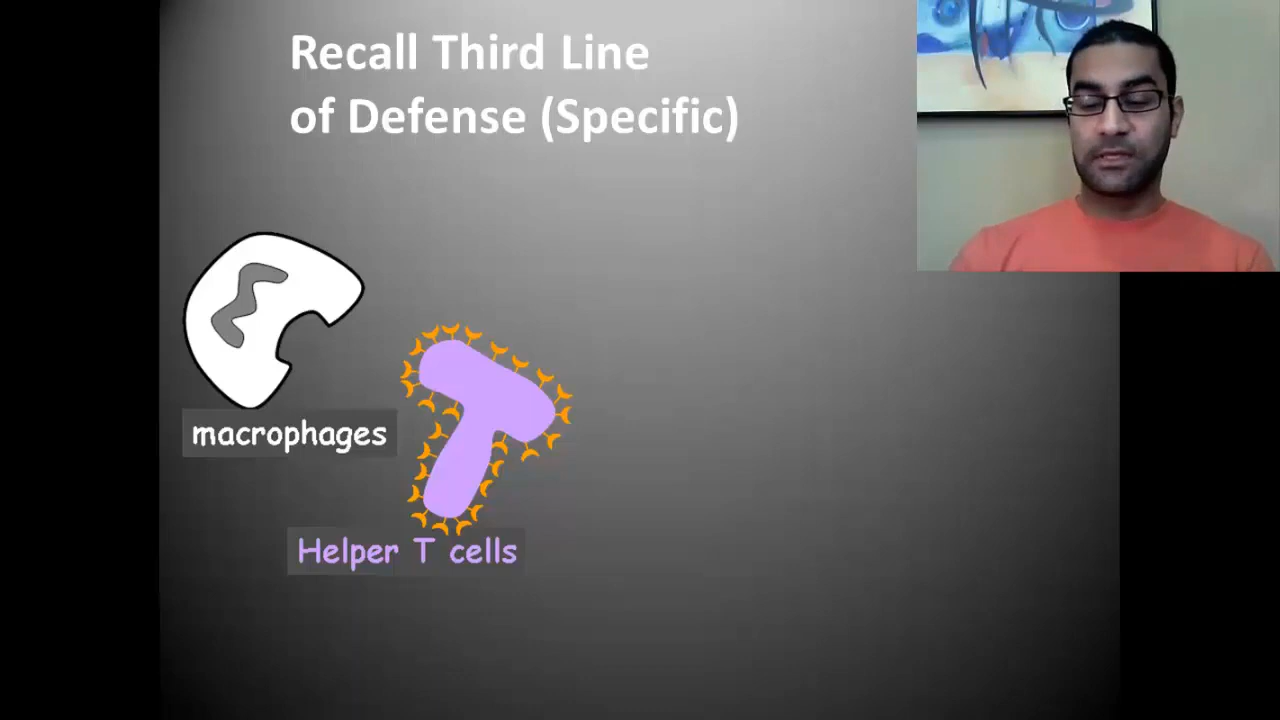 Recall Third Line
of Defense (Specific)
macrophages
Helper T cells